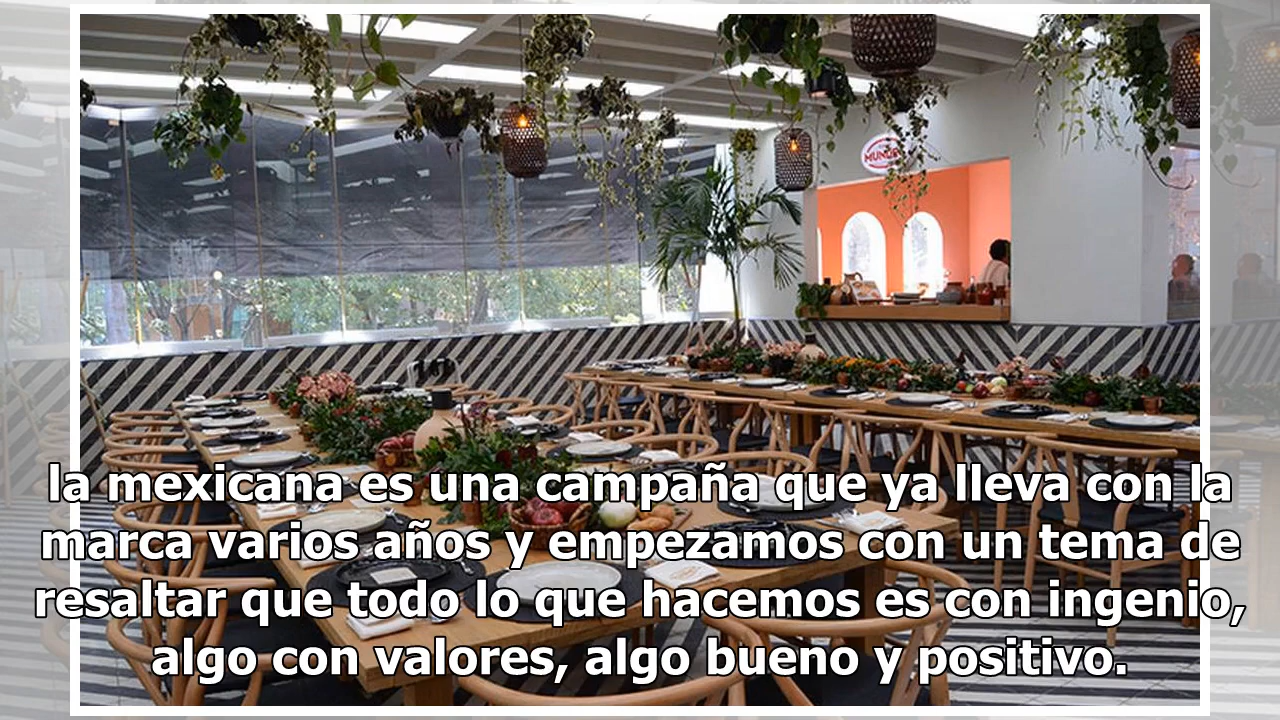 MUNDET
la mexicana es una campaña que ya lleva con la
marca varios años y empezamos con un tema de
resaltar que todo lo que hacemos es con ingenio,
algo con valores, algo bueno y positivo.